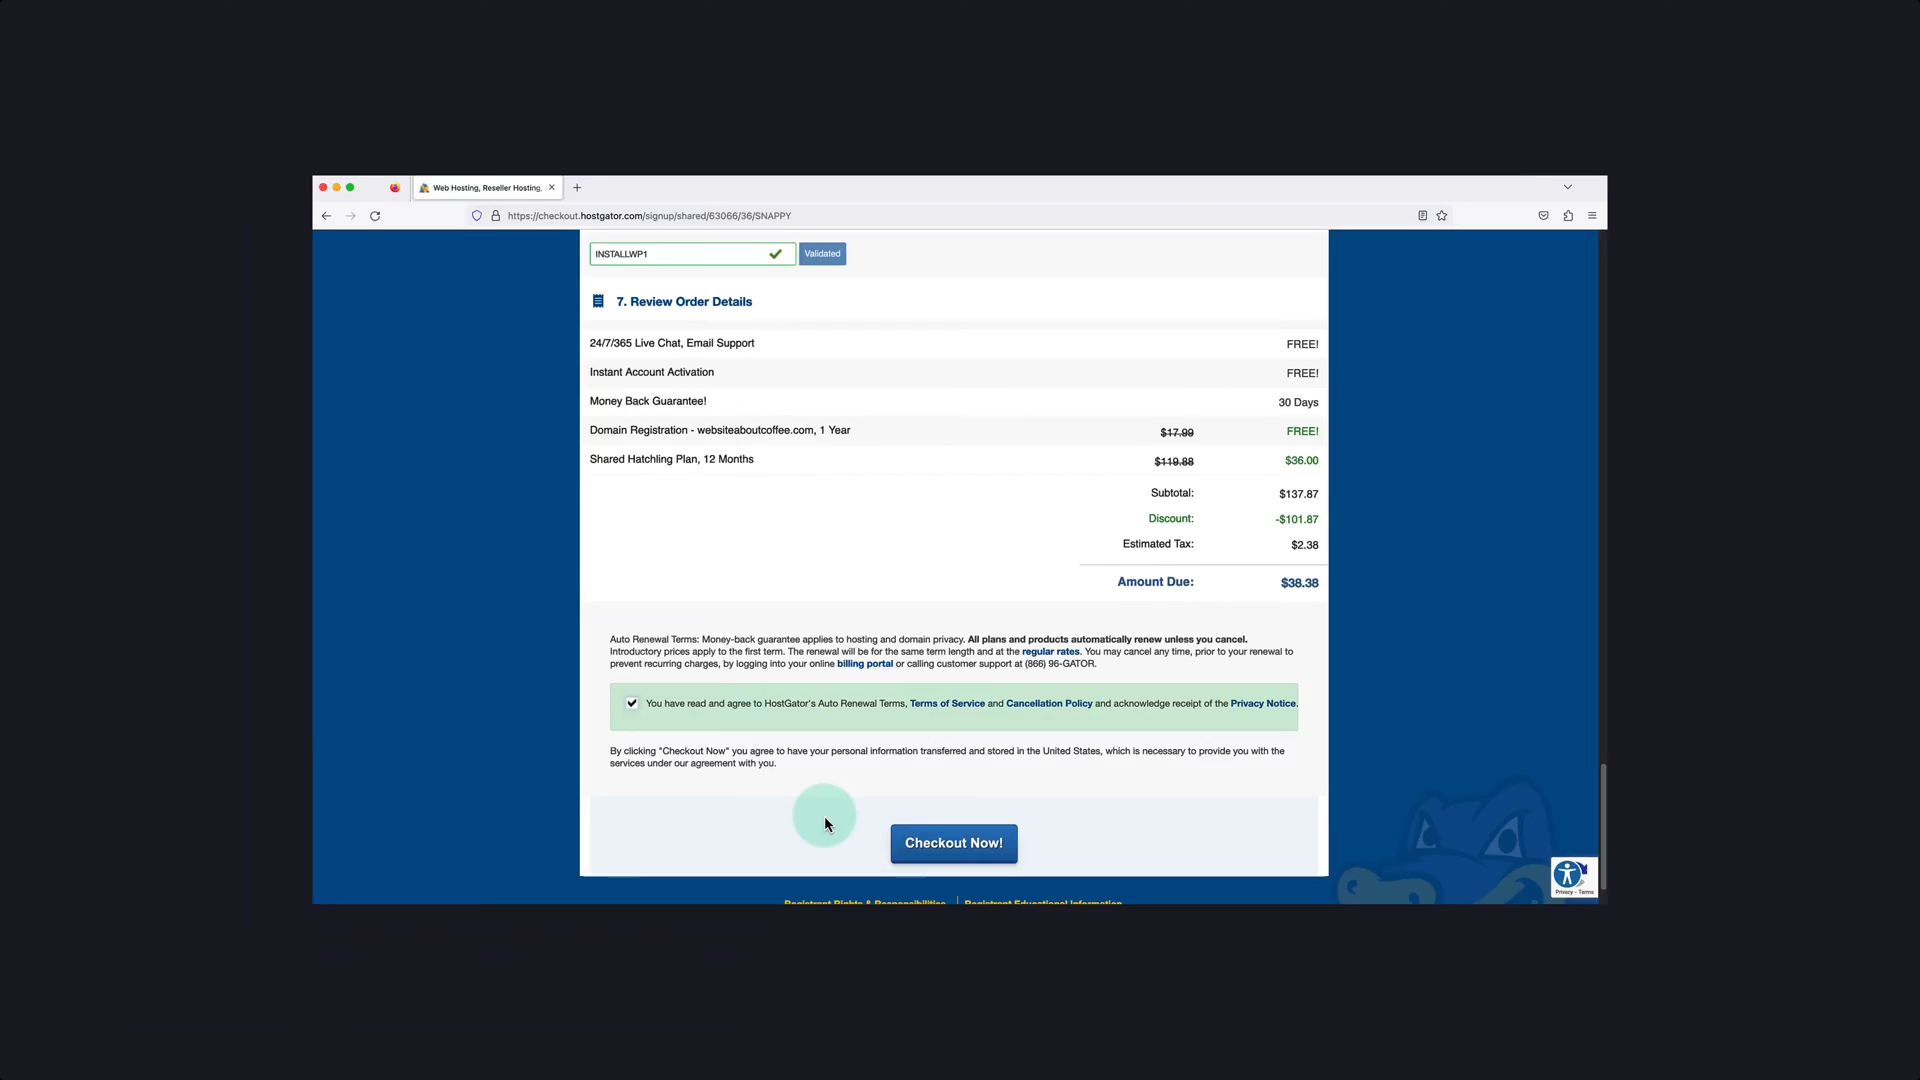 Web Hosting, Reseller Hosting,
https://checkout.hostgator.com/signup/shared/63066/36/SNAPPY
INSTALLWP1
Validated
7. Review Order Details
24/7/365 Live Chat, Email Support FREE!
Instant Account Activation FREE!
Money Back Guarantee! 30 Days
Domain Registration - websiteaboutcoffee.com, 1 Year $17.99 FREE!
Shared Hatchling Plan, 12 Months $119.88 $36.00
Subtotal: $137.87
Discount: -$101.87
Estimated Tax: $2.38
Amount Due: $38.38
Auto Renewal Terms: Money-back guarantee applies to hosting and domain privacy. All plans and products automatically renew unless you cancel.
Introductory prices apply to the first term. The renewal will be for the same term length and at the regular rates. You may cancel any time, prior to your renewal to
prevent recurring charges, by logging into your online billing portal or calling customer support at (866) 96-GATOR.
You have read and agree to HostGator's Auto Renewal Terms, Terms of Service and Cancellation Policy and acknowledge receipt of the Privacy Notice.
By clicking "Checkout Now" you agree to have your personal information transferred and stored in the United States, which is necessary to provide you with the
services under our agreement with you.
Checkout Now!
Privacy - Terms
Registrant Rights & Responsibilities | Registrant Educational Information